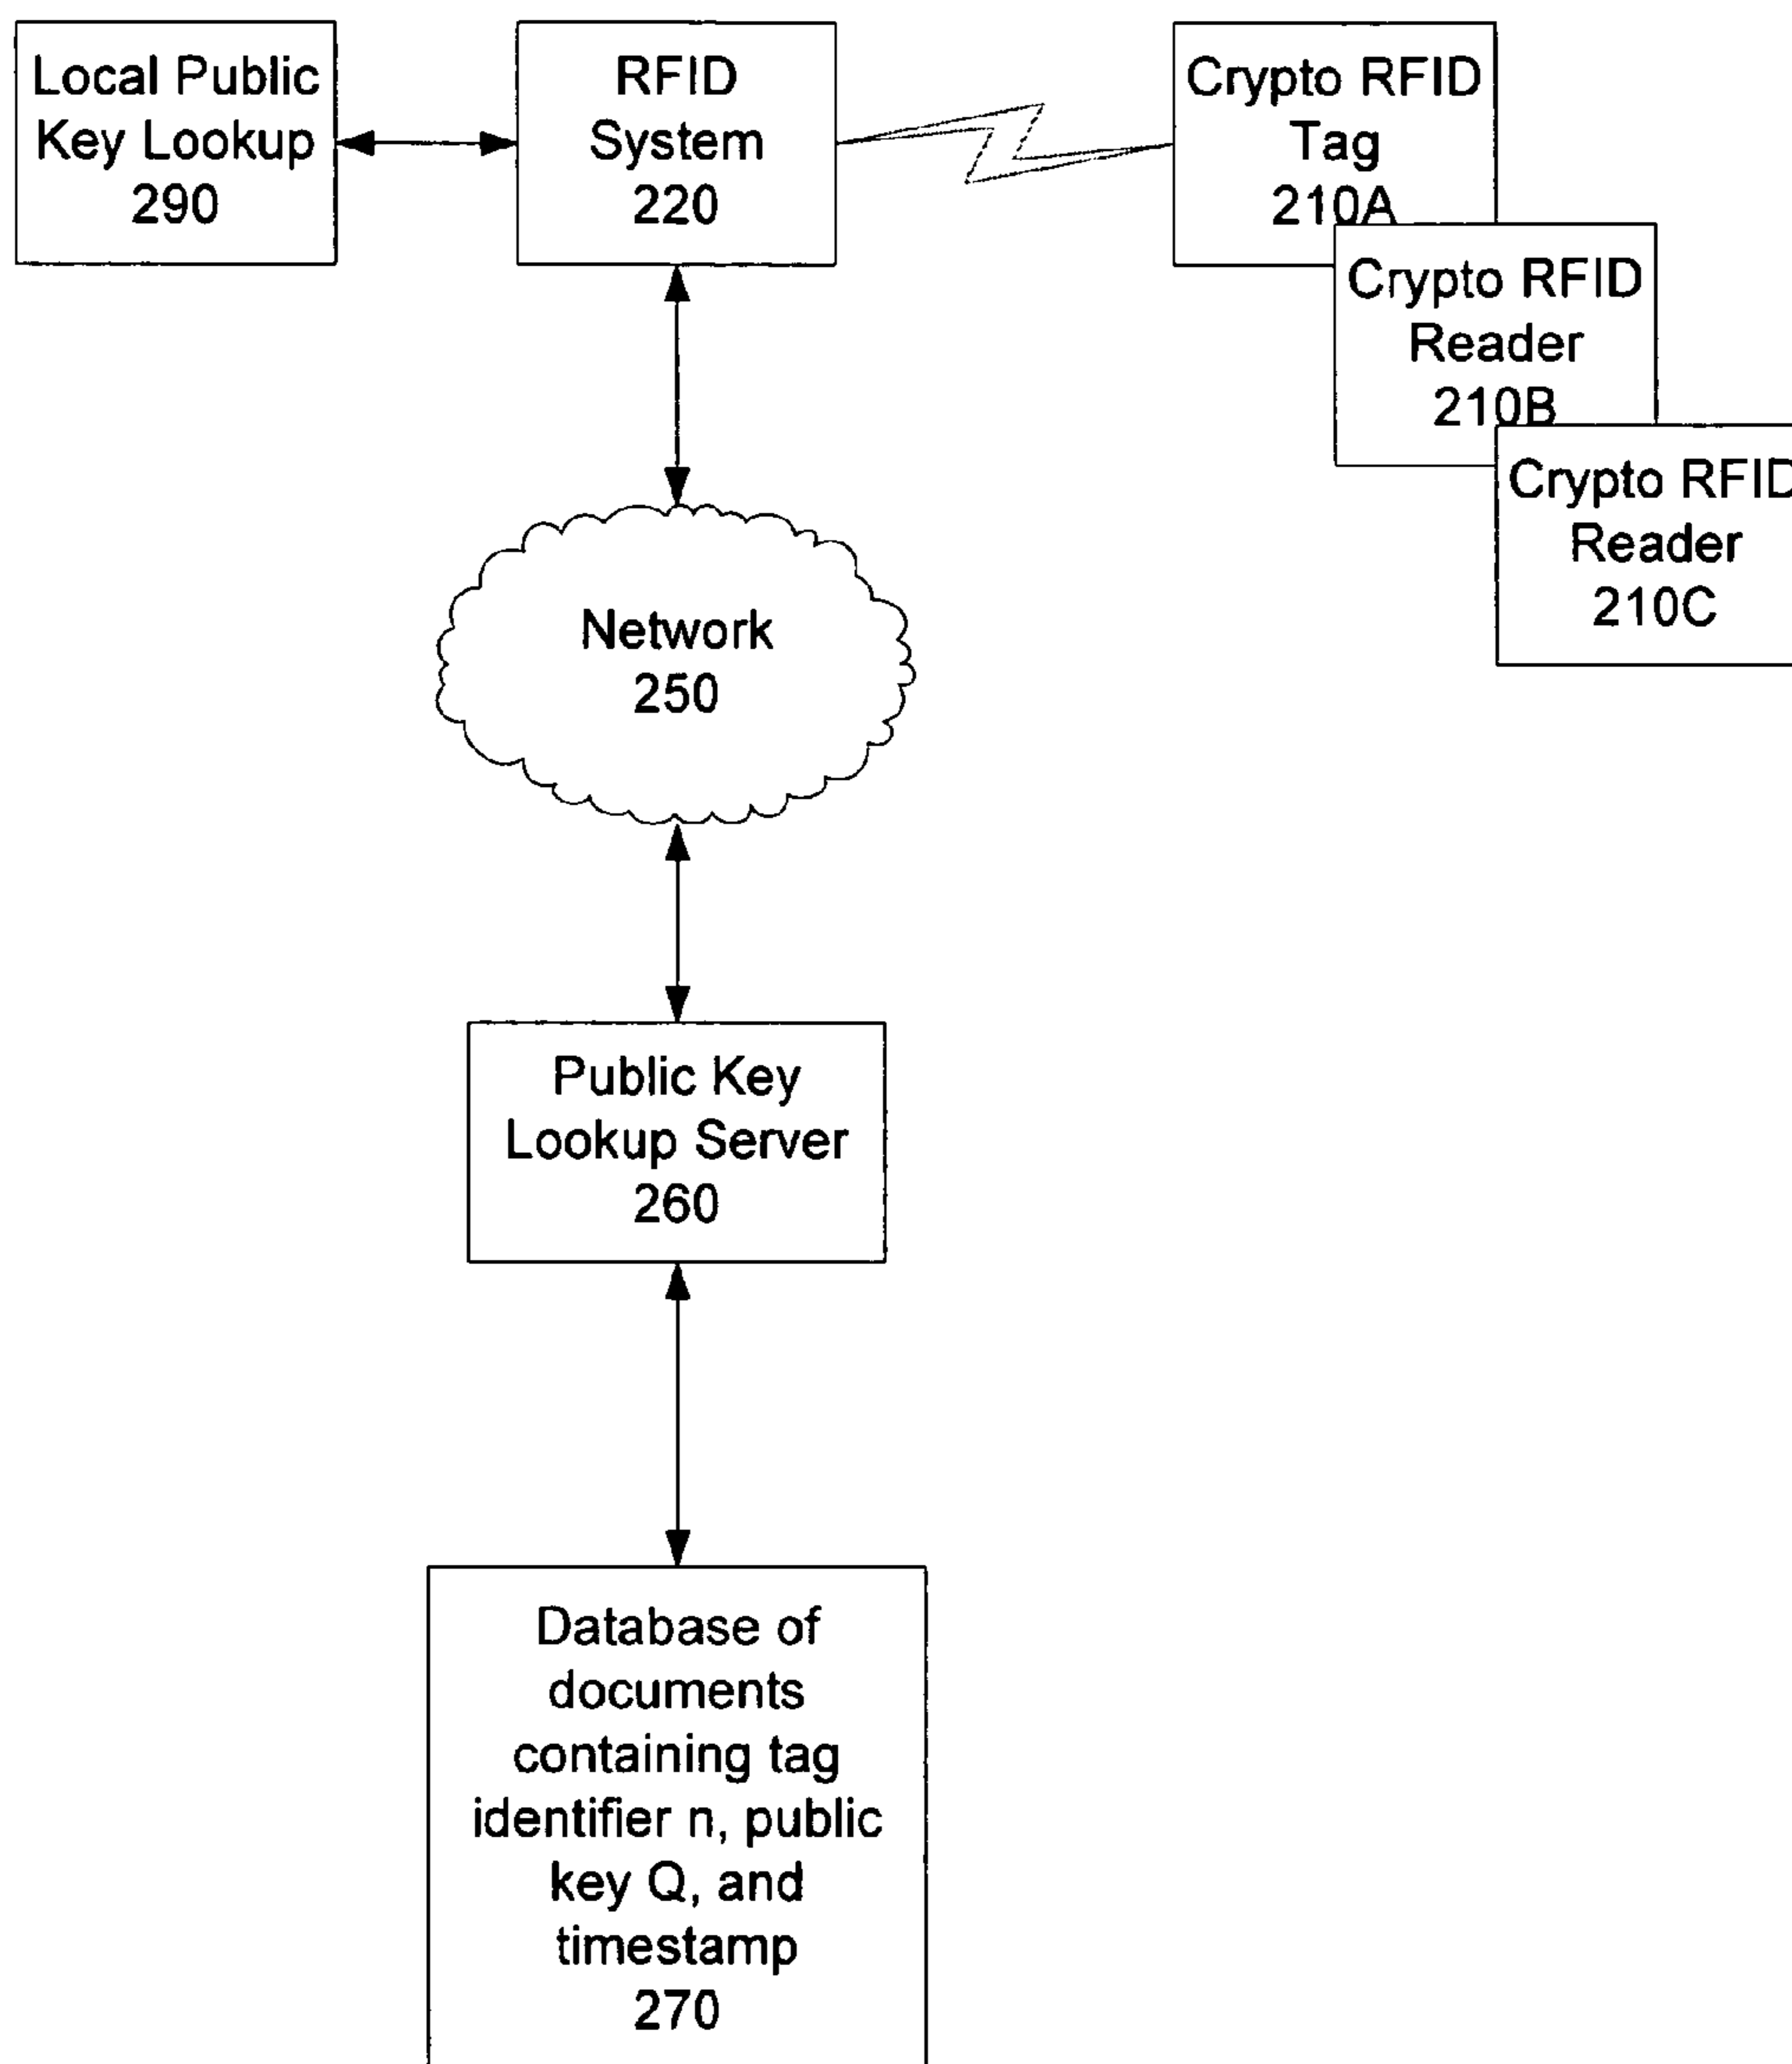 Local Public
Key Lookup
290
RFID
System
220
Crypto RFID
Tag
210A
Crypto RFID
Reader
210B
Crypto RFID
Reader
210C
Network
250
Public Key
Lookup Server
260
Database of
documents
containing tag
identifier n, public
key Q, and
timestamp
270